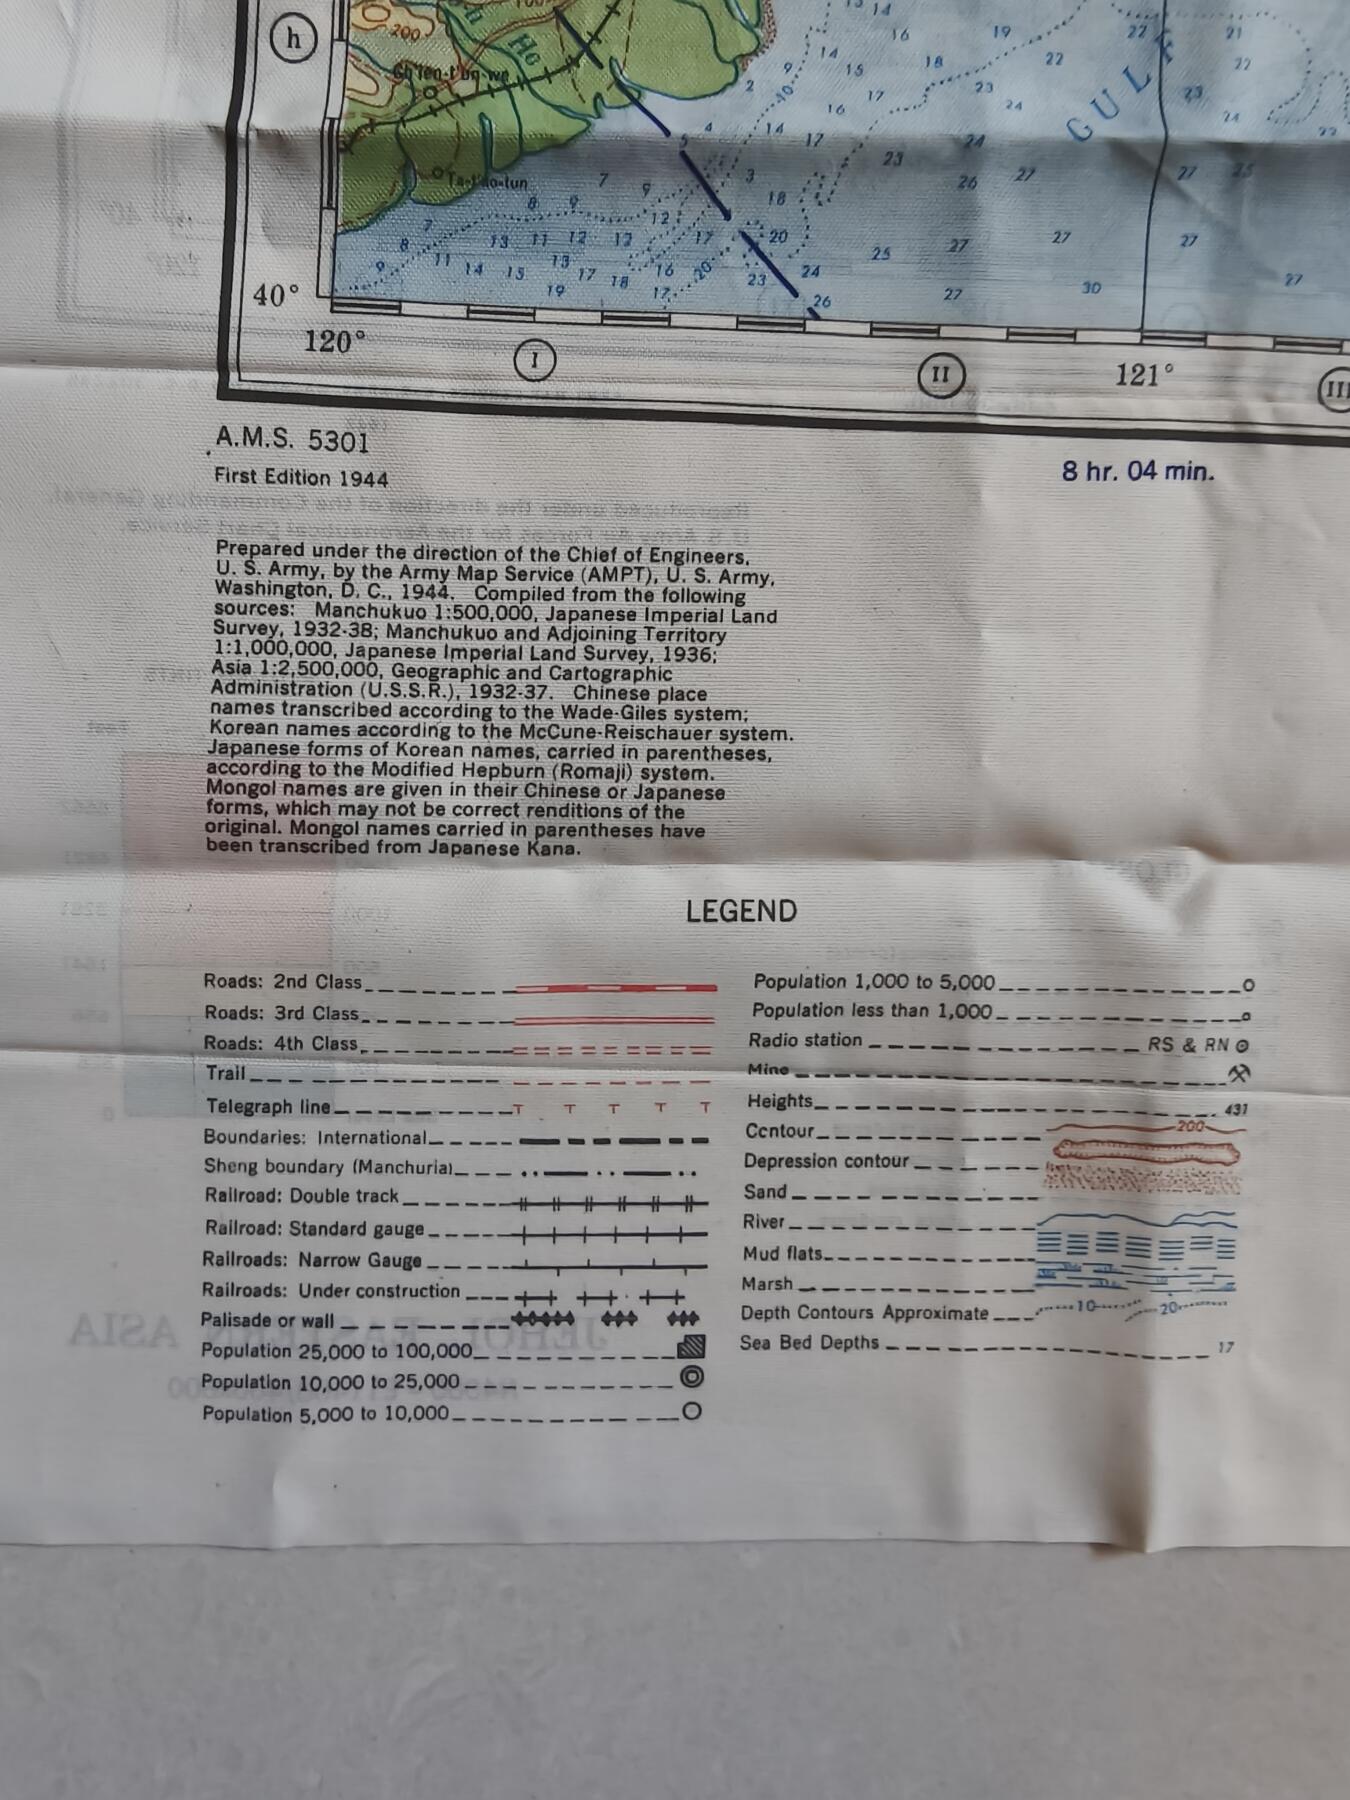 h
200
Ho
Ta-t'ao-tun
GULF
40°
120°
I
II
121°
III
A.M.S. 5301
First Edition 1944
8 hr. 04 min.
Prepared under the direction of the Chief of Engineers,
U. S. Army, by the Army Map Service (AMPT), U. S. Army,
Washington, D. C., 1944. Compiled from the following
sources: Manchukuo 1:500,000, Japanese Imperial Land
Survey, 1932-38; Manchukuo and Adjoining Territory
1:1,000,000, Japanese Imperial Land Survey, 1936;
Asia 1:2,500,000, Geographic and Cartographic
Administration (U.S.S.R.), 1932-37. Chinese place
names transcribed according to the Wade-Giles system;
Korean names according to the McCune-Reischauer system.
Japanese forms of Korean names, carried in parentheses,
according to the Modified Hepburn (Romaji) system.
Mongol names are given in their Chinese or Japanese
forms, which may not be correct renditions of the
original. Mongol names carried in parentheses have
been transcribed from Japanese Kana.
LEGEND
Roads: 2nd Class
Roads: 3rd Class
Roads: 4th Class
Trail
Telegraph line T T T T T
Boundaries: International
Sheng boundary (Manchuria)
Railroad: Double track
Railroad: Standard gauge
Railroads: Narrow Gauge
Railroads: Under construction
Palisade or wall
Population 25,000 to 100,000
Population 10,000 to 25,000
Population 5,000 to 10,000
Population 1,000 to 5,000
Population less than 1,000
Radio station RS & RN
Mine
Heights 431
Contour 200
Depression contour
Sand
River
Mud flats
Marsh
Depth Contours Approximate 10 20
Sea Bed Depths 17